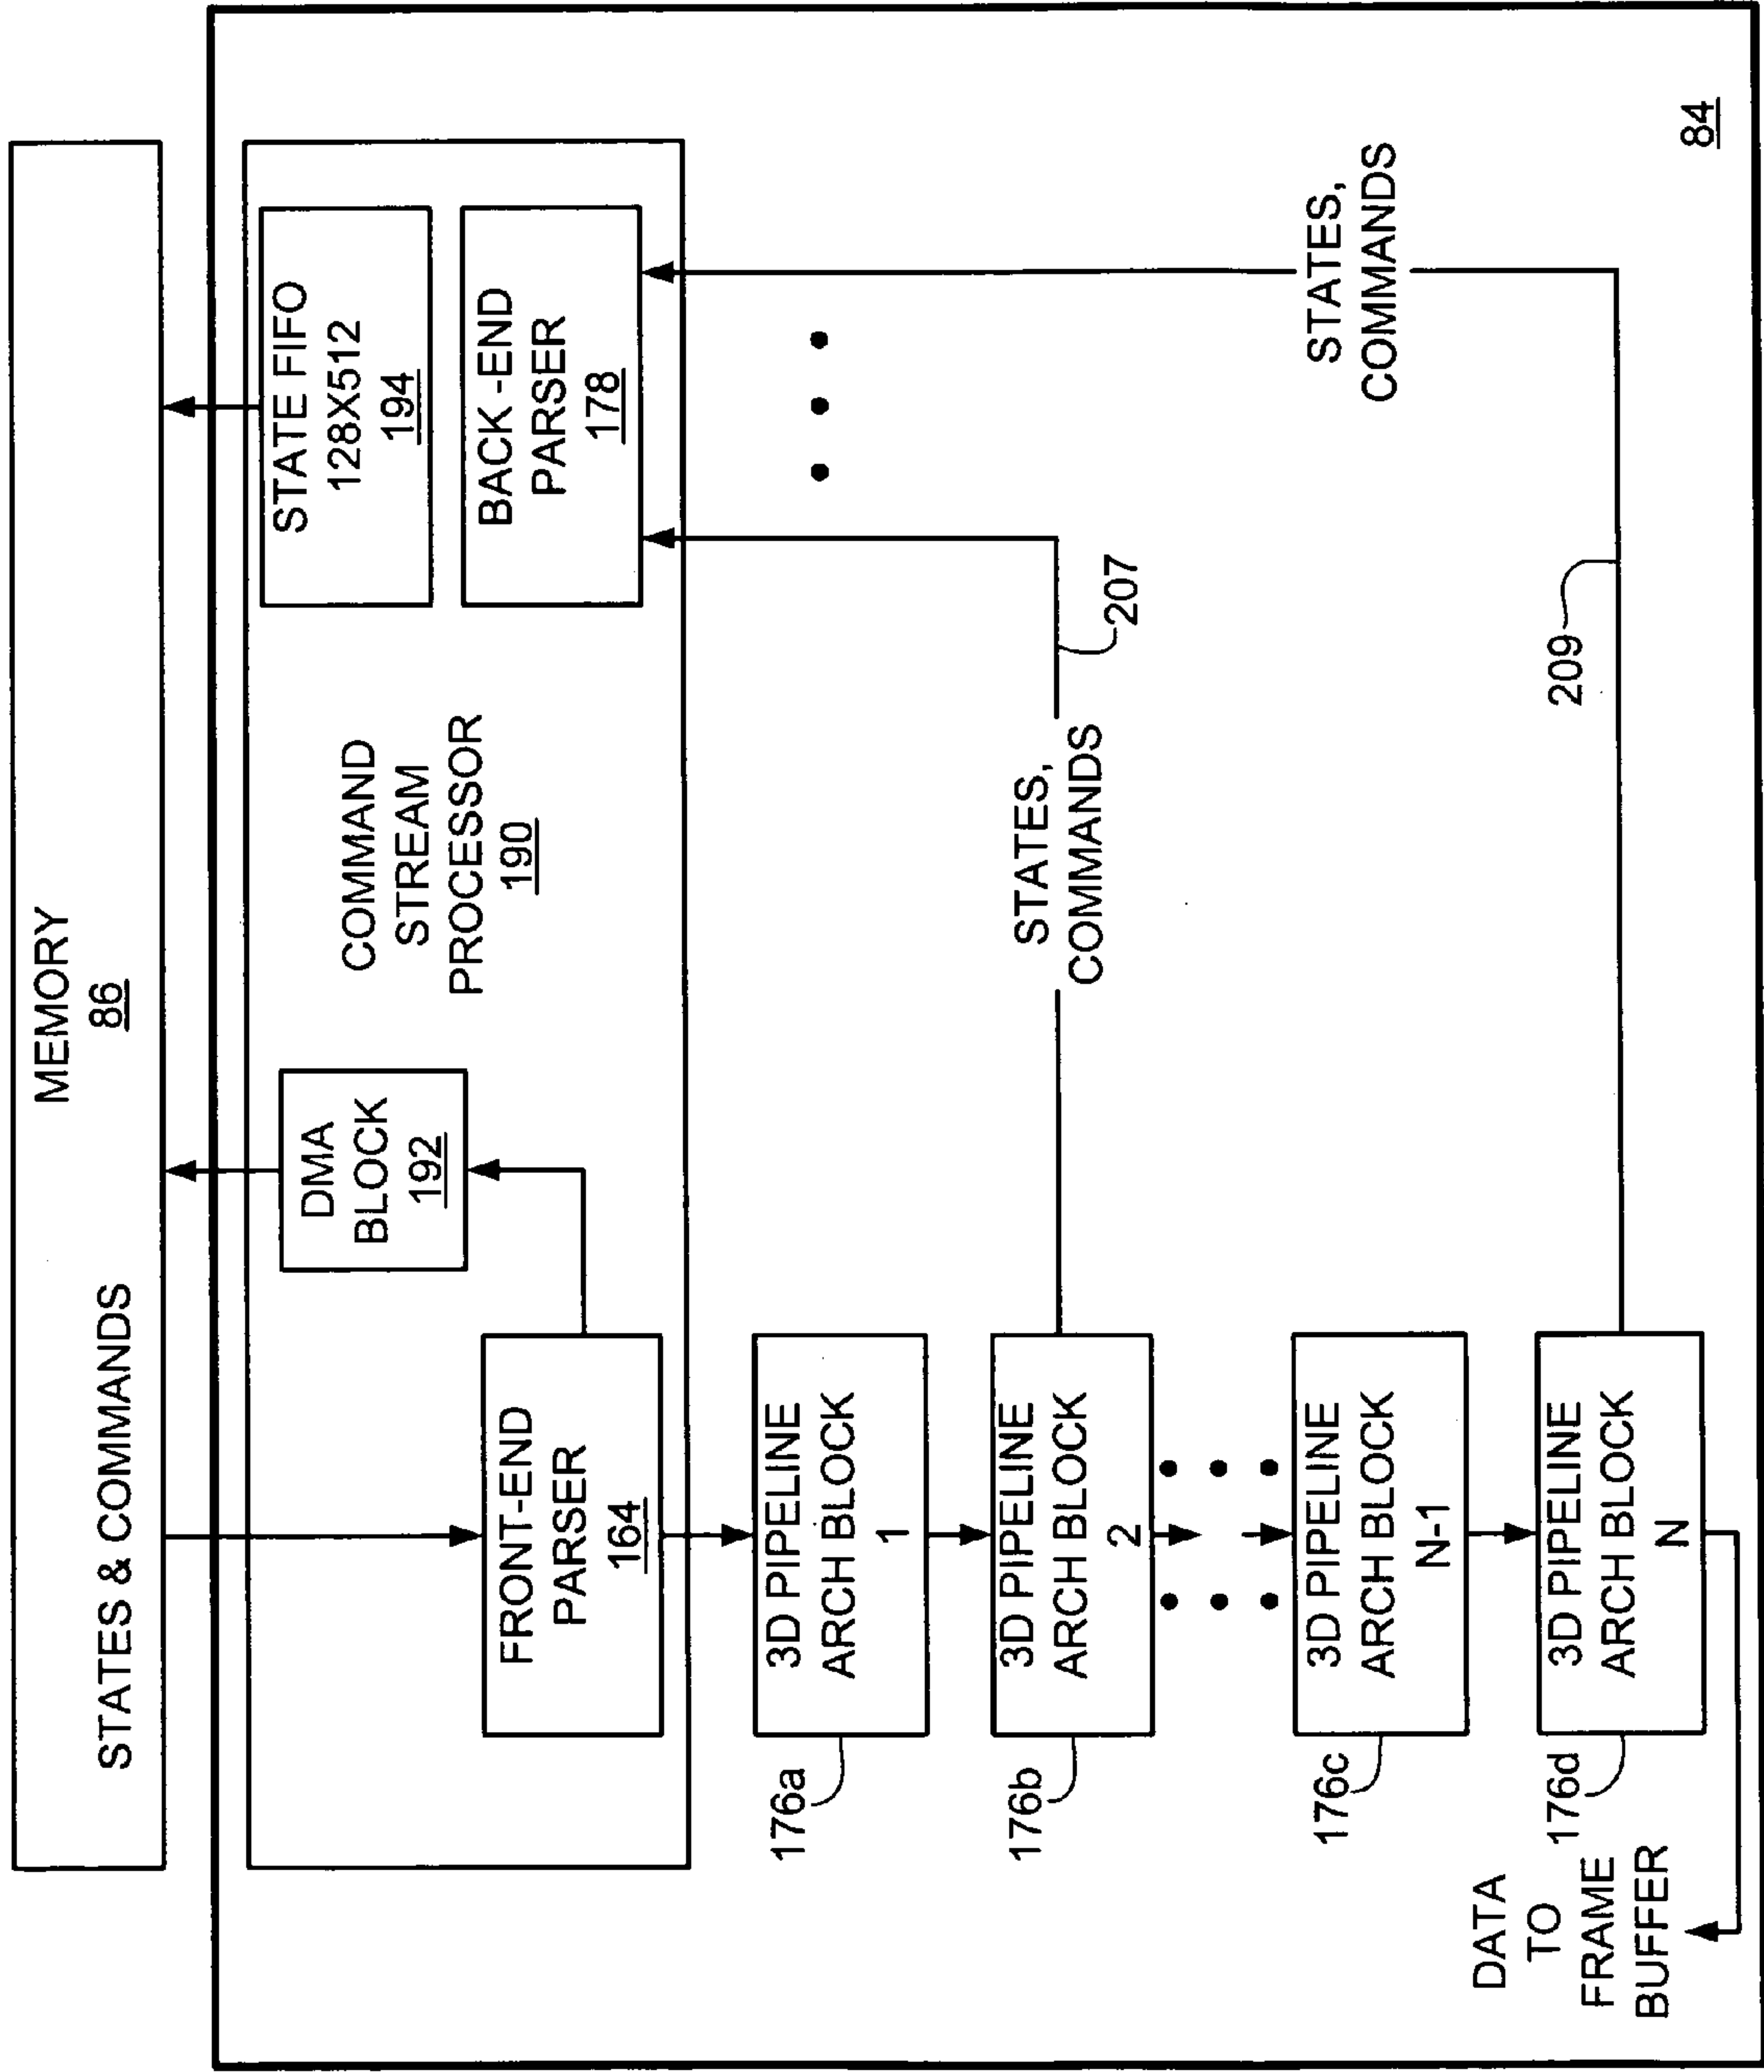 MEMORY
86
STATES & COMMANDS
DMA
BLOCK
192
COMMAND
STREAM
PROCESSOR
190
STATE FIFO
128X512
194
FRONT-END
PARSER
164
BACK-END
PARSER
178
3D PIPELINE
ARCH BLOCK
1
176a
3D PIPELINE
ARCH BLOCK
2
176b
STATES,
COMMANDS
207
3D PIPELINE
ARCH BLOCK
N-1
176c
STATES,
COMMANDS
3D PIPELINE
ARCH BLOCK
N
176d
209
DATA
TO
FRAME
BUFFER
84